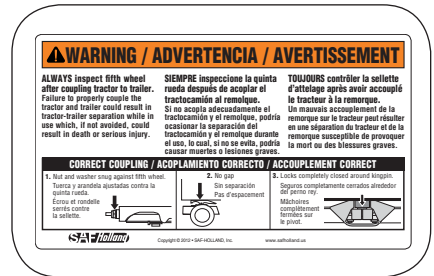 WARNING / ADVERTENCIA / AVERTISSEMENT
ALWAYS inspect fifth wheel
after coupling tractor to trailer.
Failure to properly couple the
tractor and trailer could result in
tractor-trailer separation while in
use which, if not avoided, could
result in death or serious injury.
SIEMPRE inspeccione la quinta
rueda después de acoplar el
tractocamión al remolque.
Si no acopla adecuadamente el
tractocamión y el remolque, podría
ocasionar la separación del
tractocamión y el remolque durante
el uso, lo cual, si no se evita, podría
causar muertes o lesiones graves.
TOUJOURS contrôler la sellette
d'attelage après avoir accouplé
le tracteur à la remorque.
Un mauvais accouplement de la
remorque sur le tracteur peut résulter
en une séparation du tracteur et de la
remorque susceptible de provoquer
la mort ou des blessures graves.
CORRECT COUPLING / ACOPLAMIENTO CORRECTO / ACCOUPLEMENT CORRECT
1. Nut and washer snug against fifth wheel.
Tuerca y arandela ajustadas contra la
quinta rueda.
Écrou et rondelle
serrés contre
la sellette.
2. No gap
Sin separación
Pas d'espacement
3. Locks completely closed around kingpin.
Seguros completamente cerrados alrededor
del perno rey.
Mâchoires
complètement
fermées sur
le pivot.
SAF Holland
Copyright © 2012 • SAF-HOLLAND, Inc.
www.safholland.us